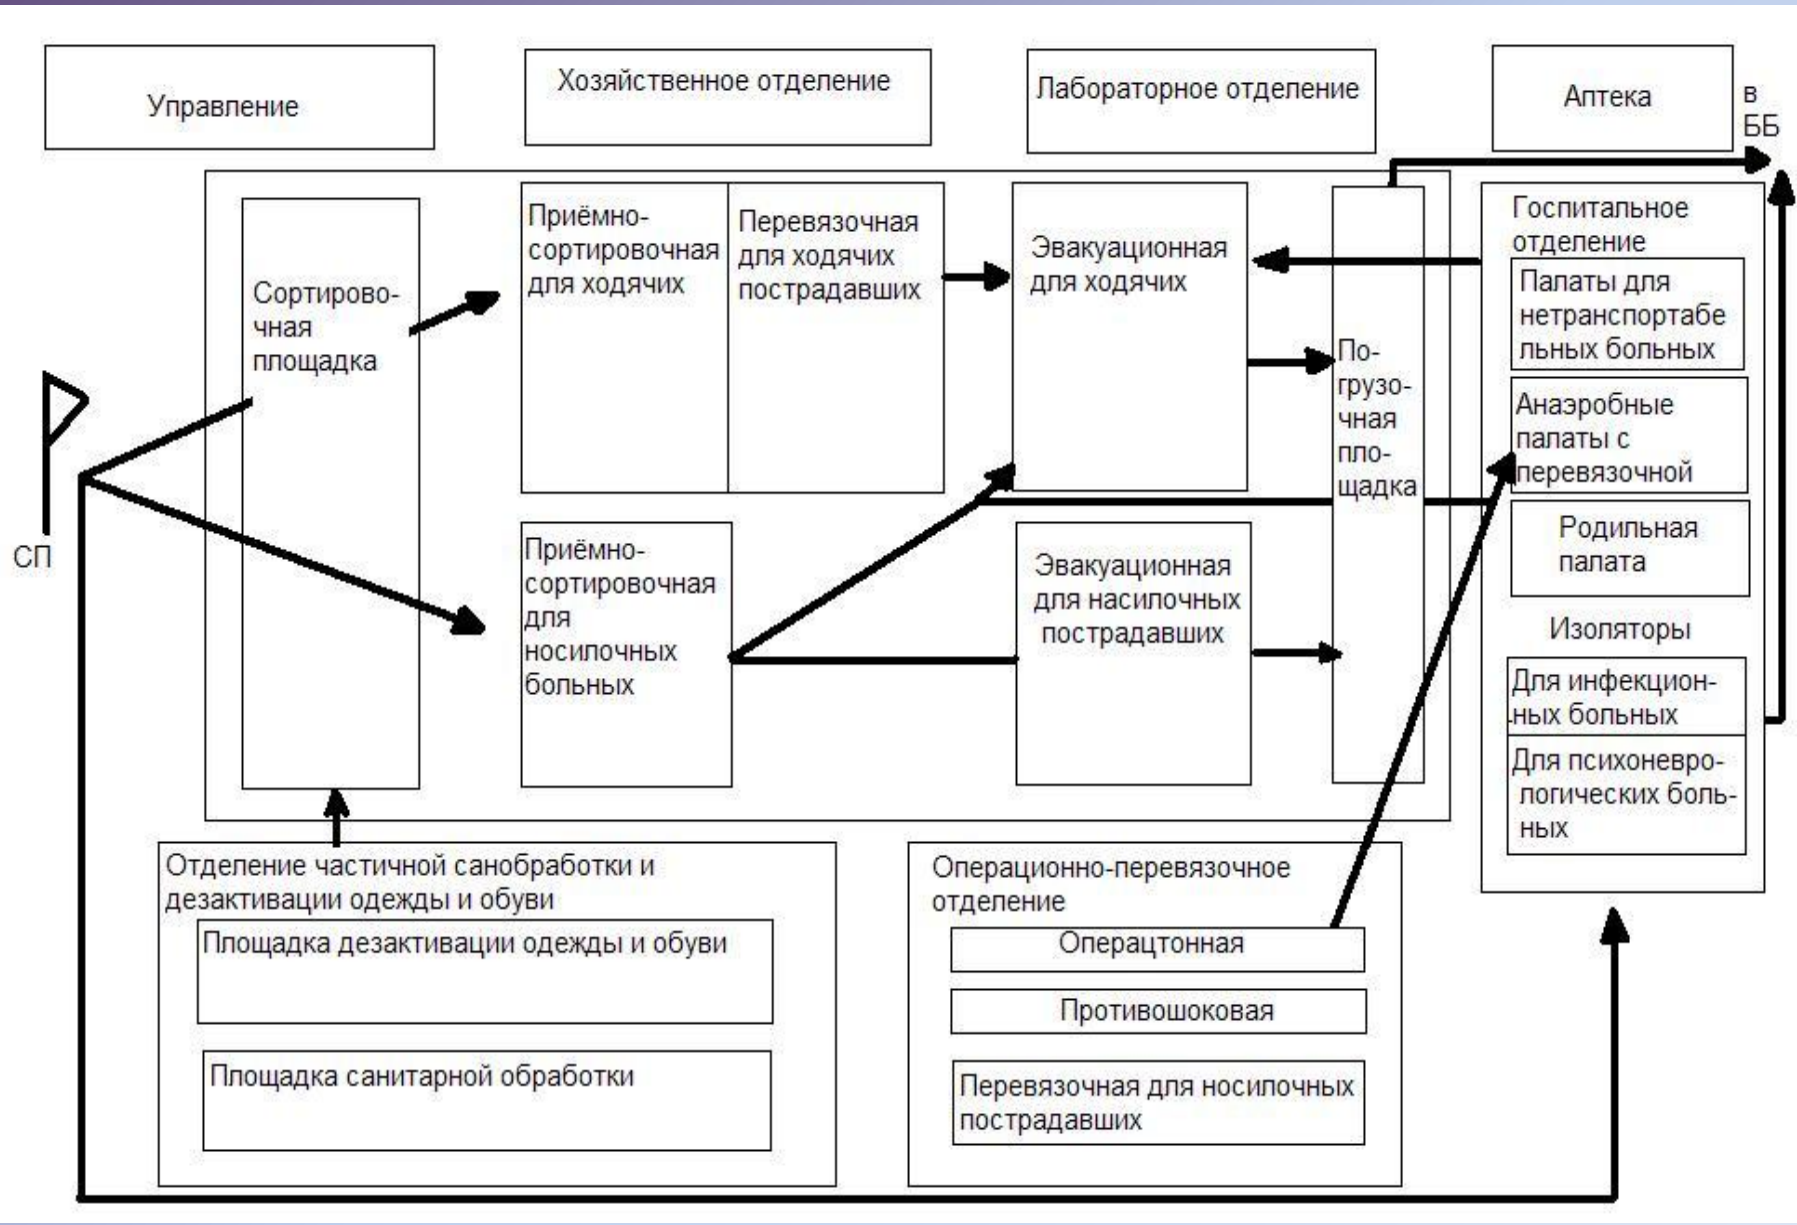 Управление
Хозяйственное отделение
Лабораторное отделение
Аптека
в
ББ
Сортирово-
чная
площадка
Приёмно-
сортировочная
для ходячих
Перевязочная
для ходячих
пострадавших
Эвакуационная
для ходячих
По-
грузо-
чная
пло-
щадка
Госпитальное
отделение
Палаты для
нетранспортабе
льных больных
Анаэробные
палаты с
перевязочной
Родильная
палата
Изоляторы
Для инфекцион-
ных больных
Для психоневро-
логических боль-
ных
СП
Приёмно-
сортировочная
для
носилочных
больных
Эвакуационная
для насилочных
пострадавших
Отделение частичной санобработки и
дезактивации одежды и обуви
Площадка дезактивации одежды и обуви
Площадка санитарной обработки
Операционно-перевязочное
отделение
Операцтонная
Противошоковая
Перевязочная для носилочных
пострадавших